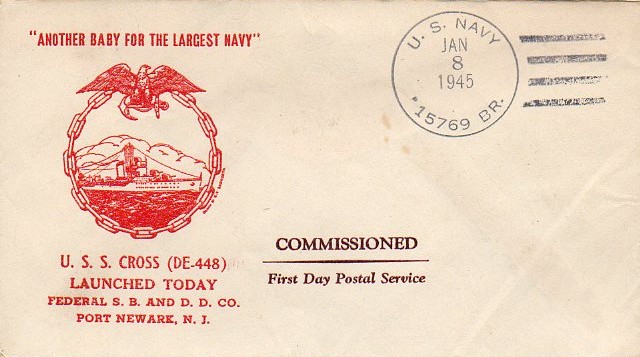 "ANOTHER BABY FOR THE LARGEST NAVY"
U. S. NAVY
JAN
8
1945
15769 BR.
U. S. S. CROSS (DE-448)
LAUNCHED TODAY
FEDERAL S. B. AND D. D. CO.
PORT NEWARK, N. J.
COMMISSIONED
First Day Postal Service